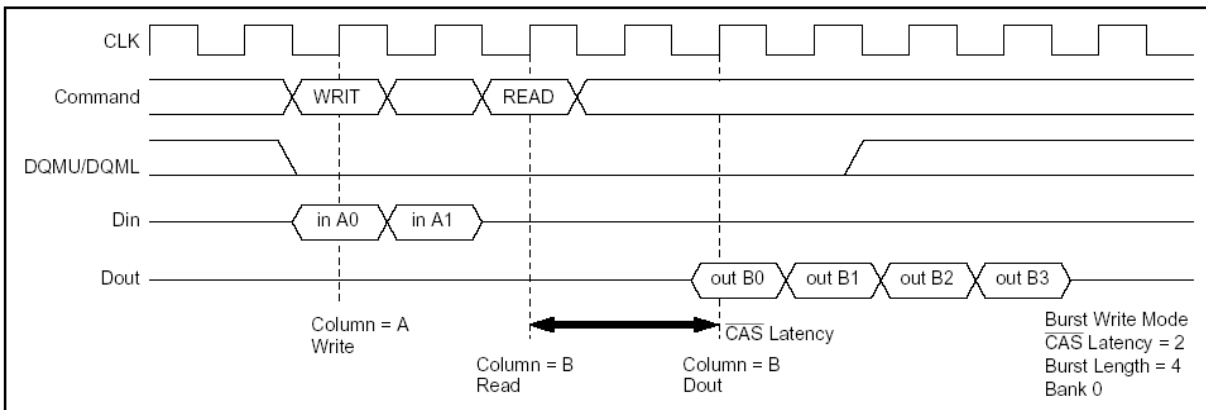 CLK
Command
WRIT
READ
DQMU/DQML
Din
in A0
in A1
Dout
out B0
out B1
out B2
out B3
Column = A
Write
CAS Latency
Column = B
Read
Column = B
Dout
Burst Write Mode
CAS Latency = 2
Burst Length = 4
Bank 0